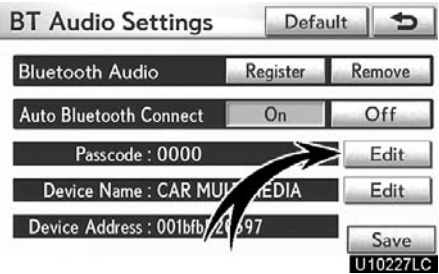 BT Audio Settings Default
Bluetooth Audio Register Remove
Auto Bluetooth Connect On Off
Passcode : 0000 Edit
Device Name : CAR Edit
Device Address :
Save
U10227LC